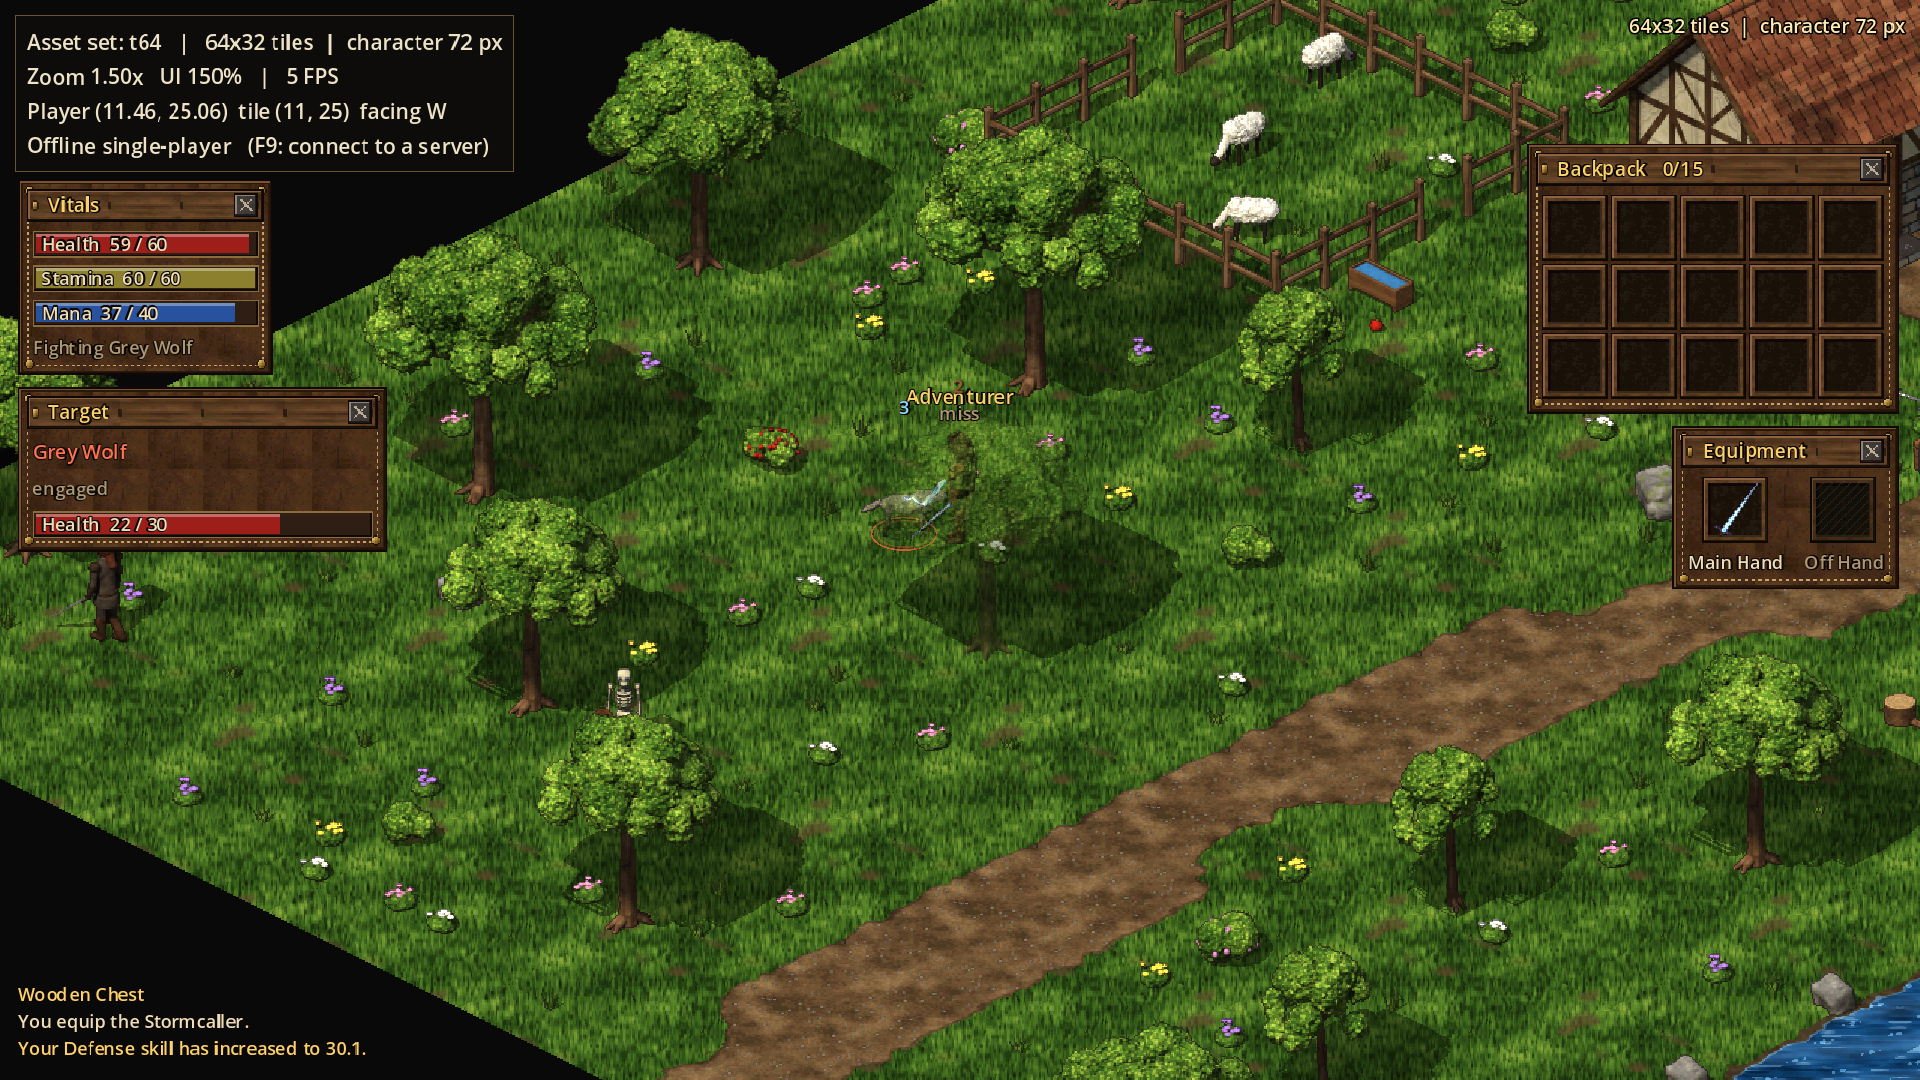 Asset set: t64 | 64x32 tiles | character 72 px
Zoom 1.50x UI 150% | 5 FPS
Player (11.46, 25.06) tile (11, 25) facing W
Offline single-player (F9: connect to a server)
64x32 tiles | character 72 px
Vitals
Health 59 / 60
Stamina 60 / 60
Mana 37 / 40
Fighting Grey Wolf
Target
Grey Wolf
engaged
Health 22 / 30
Backpack 0/15
Equipment
Main Hand Off Hand
2
Adventurer
3
miss
Wooden Chest
You equip the Stormcaller.
Your Defense skill has increased to 30.1.